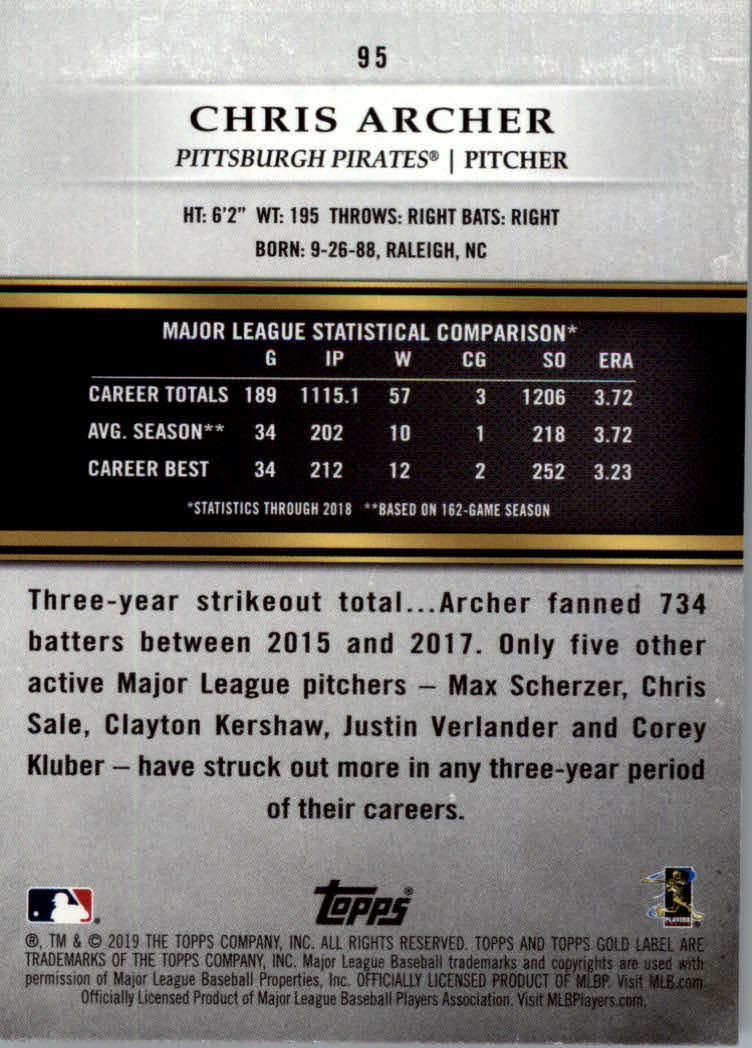 95
CHRIS ARCHER
PITTSBURGH PIRATES® | PITCHER
HT: 6'2" WT: 195 THROWS: RIGHT BATS: RIGHT
BORN: 9-26-88, RALEIGH, NC
MAJOR LEAGUE STATISTICAL COMPARISON*
G IP W CG SO ERA
CAREER TOTALS 189 1115.1 57 3 1206 3.72
AVG. SEASON** 34 202 10 1 218 3.72
CAREER BEST 34 212 12 2 252 3.23
*STATISTICS THROUGH 2018 **BASED ON 162-GAME SEASON
Three-year strikeout total...Archer fanned 734
batters between 2015 and 2017. Only five other
active Major League pitchers – Max Scherzer, Chris
Sale, Clayton Kershaw, Justin Verlander and Corey
Kluber – have struck out more in any three-year period
of their careers.
Topps®
PLAYERS
®, TM & © 2019 THE TOPPS COMPANY, INC. ALL RIGHTS RESERVED. TOPPS AND TOPPS GOLD LABEL ARE
TRADEMARKS OF THE TOPPS COMPANY, INC. Major League Baseball trademarks and copyrights are used with
permission of Major League Baseball Properties, Inc. OFFICIALLY LICENSED PRODUCT OF MLBP. Visit MLB.com
Officially Licensed Product of Major League Baseball Players Association. Visit MLBPlayers.com.